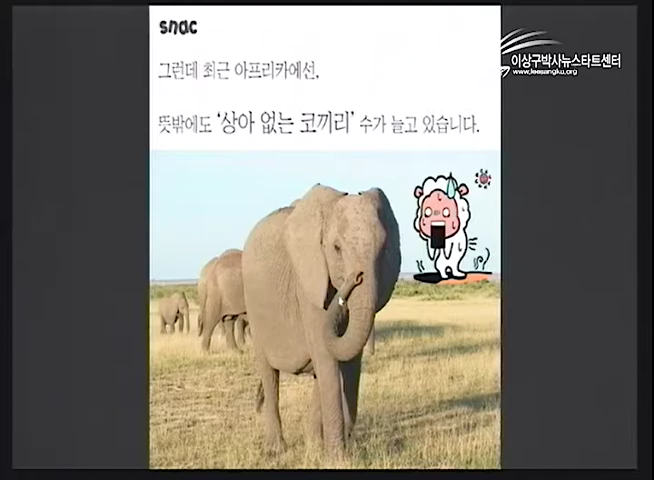 snac
이상구박사뉴스타트센터
www.leesangku.org
그런데 최근 아프리카에선,
뜻밖에도 '상아 없는 코끼리' 수가 늘고 있습니다.